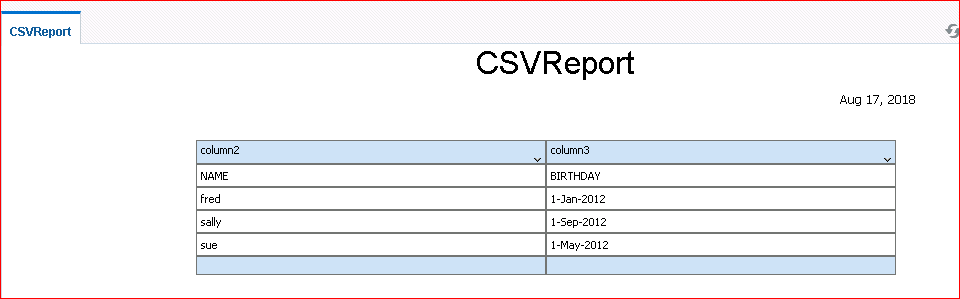 CSVReport
CSVReport
Aug 17, 2018
column2 column3
NAME BIRTHDAY
fred 1-Jan-2012
sally 1-Sep-2012
sue 1-May-2012